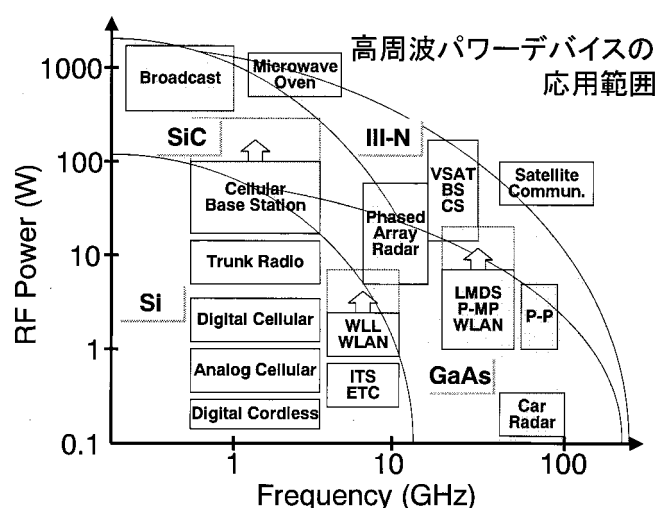 高周波パワーデバイスの
応用範囲
RF Power (W)
1000
100
10
1
0.1
Broadcast
Microwave
Oven
SiC
III-N
Cellular
Base Station
VSAT
BS
CS
Satellite
Commun.
Phased
Array
Radar
Trunk Radio
Si
Digital Cellular
WLL
WLAN
LMDS
P-MP
WLAN
P-P
Analog Cellular
ITS
ETC
GaAs
Digital Cordless
Car
Radar
1
10
100
Frequency (GHz)